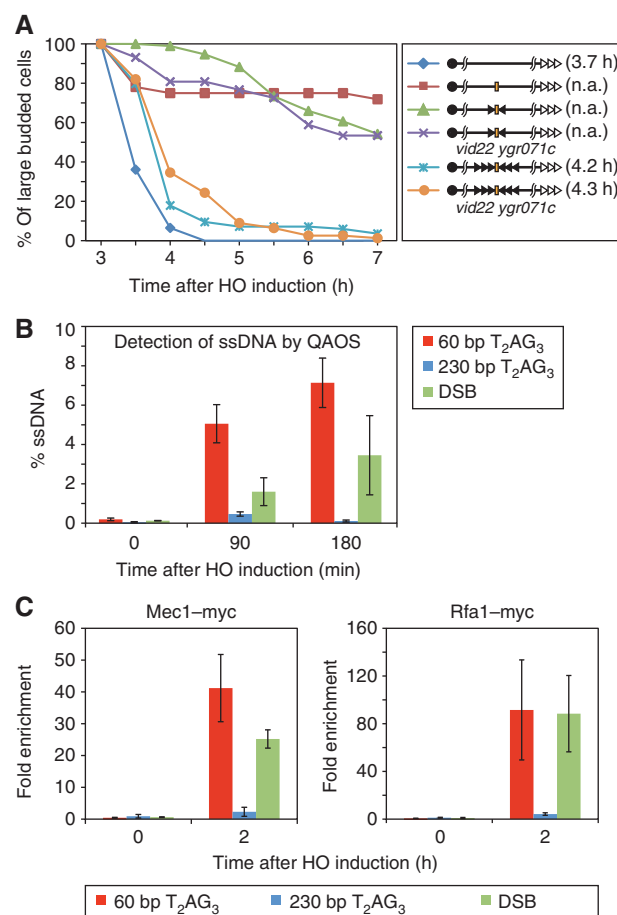 A
% Of large budded cells
100
80
60
40
20
0
3
4
5
6
7
Time after HO induction (h)
(3.7 h)
(n.a.)
(n.a.)
(n.a.)
vid22 ygr071c
(4.2 h)
(4.3 h)
vid22 ygr071c
B
Detection of ssDNA by QAOS
% ssDNA
10
8
6
4
2
0
0
90
180
Time after HO induction (min)
60 bp T₂AG₃
230 bp T₂AG₃
DSB
C
Mec1–myc
Fold enrichment
60
50
40
30
20
10
0
0
2
Rfa1–myc
Fold enrichment
160
120
80
40
0
0
2
Time after HO induction (h)
60 bp T₂AG₃ 230 bp T₂AG₃ DSB